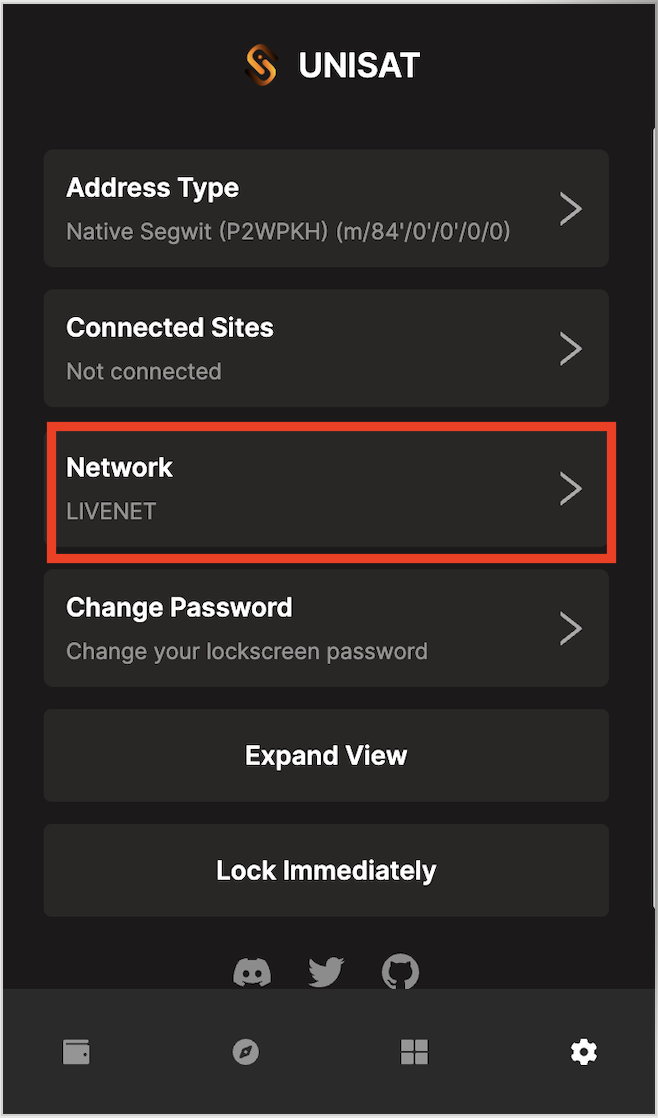 UNISAT
Address Type
Native Segwit (P2WPKH) (m/84'/0'/0'/0/0)
Connected Sites
Not connected
Network
LIVENET
Change Password
Change your lockscreen password
Expand View
Lock Immediately